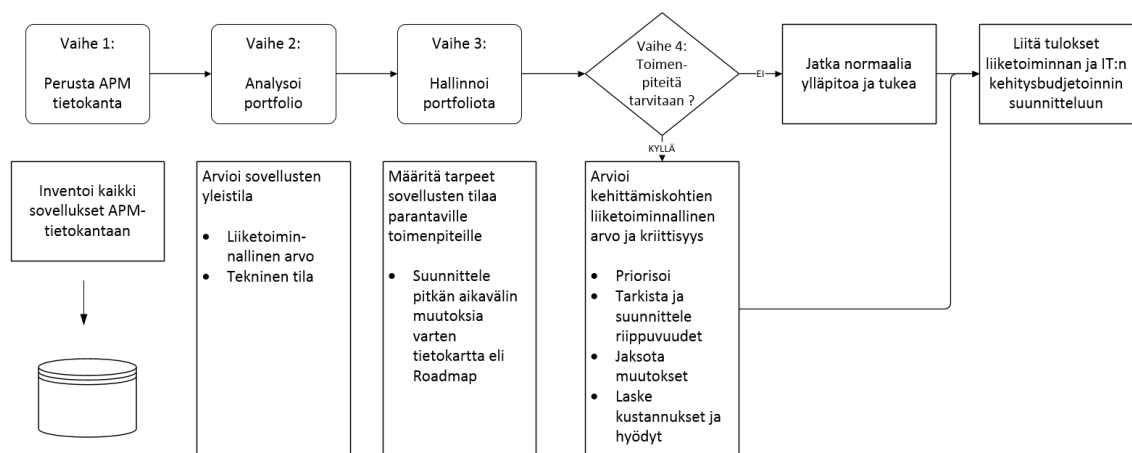 Vaihe 1:
Perusta APM
tietokanta
Vaihe 2:
Analysoi
portfolio
Vaihe 3:
Hallinnoi
portfoliota
Vaihe 4:
Toimen-
piteitä
tarvitaan ?
EI
KYLLÄ
Jatka normaalia
ylläpitoa ja tukea
Liitä tulokset
liiketoiminnan ja IT:n
kehitysbudjetoinnin
suunnitteluun
Inventoi kaikki
sovellukset APM-
tietokantaan
Arvioi sovellusten
yleistila
• Liiketoimin-
nallinen arvo
• Tekninen tila
Määritä tarpeet
sovellusten tilaa
parantaville
toimenpiteille
• Suunnittele
pitkän aikavälin
muutoksia
varten
tietokartta eli
Roadmap
Arvioi
kehittämiskohtien
liiketoiminnallinen
arvo ja kriittisyys
• Priorisoi
• Tarkista ja
suunnittele
riippuvuudet
• Jaksota
muutokset
• Laske
kustannukset ja
hyödyt